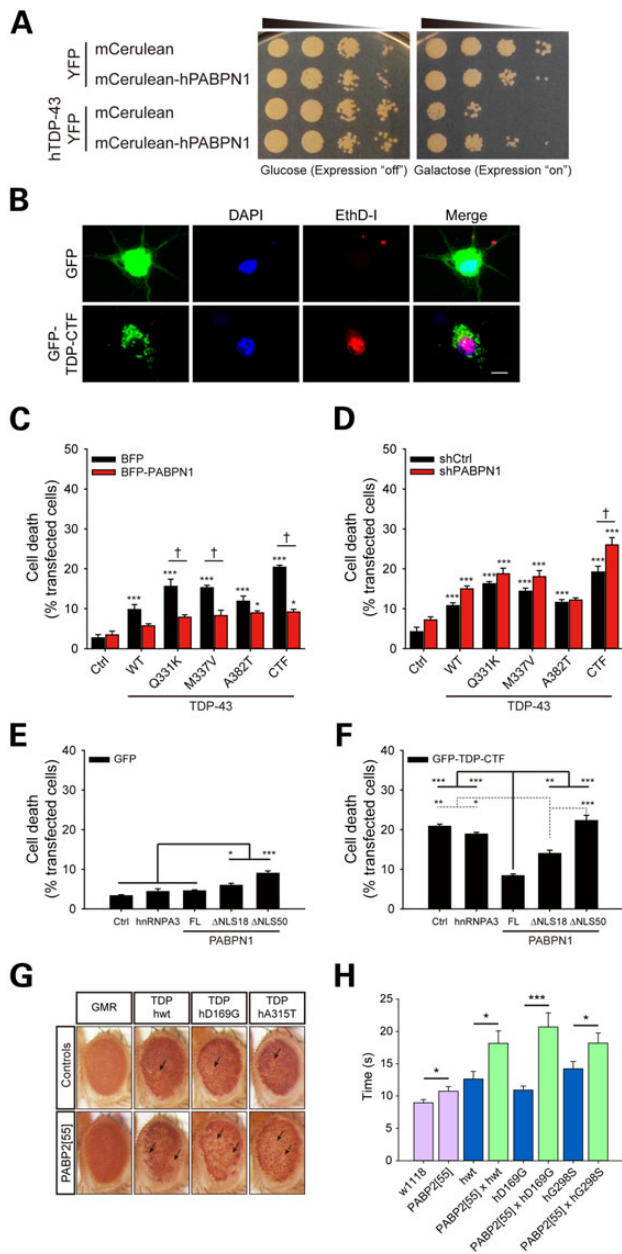 A
YFP
mCerulean
mCerulean-hPABPN1
hTDP-43
YFP
mCerulean
mCerulean-hPABPN1
Glucose (Expression "off")
Galactose (Expression "on")
B
DAPI
EthD-I
Merge
GFP
GFP-
TDP-CTF
C
BFP
BFP-PABPN1
Cell death
(% transfected cells)
50
40
30
20
10
0
***
***
†
***
†
***
*
***
†
*
Ctrl
WT
Q331K
M337V
A382T
CTF
TDP-43
D
shCtrl
shPABPN1
Cell death
(% transfected cells)
50
40
30
20
10
0
***
***
***
***
***
***
***
***
***
†
Ctrl
WT
Q331K
M337V
A382T
CTF
TDP-43
E
GFP
Cell death
(% transfected cells)
40
30
20
10
0
*
***
Ctrl
hnRNPA3
FL
ΔNLS18
ΔNLS50
PABPN1
F
GFP-TDP-CTF
Cell death
(% transfected cells)
40
30
20
10
0
***
***
**
***
**
*
***
Ctrl
hnRNPA3
FL
ΔNLS18
ΔNLS50
PABPN1
G
GMR
TDP
hwt
TDP
hD169G
TDP
hA315T
Controls
PABP2[55]
H
Time (s)
25
20
15
10
5
0
*
*
***
*
w1118
PABP2[55]
hwt
PABP2[55] x hwt
hD169G
PABP2[55] x hD169G
hG298S
PABP2[55] x hG298S